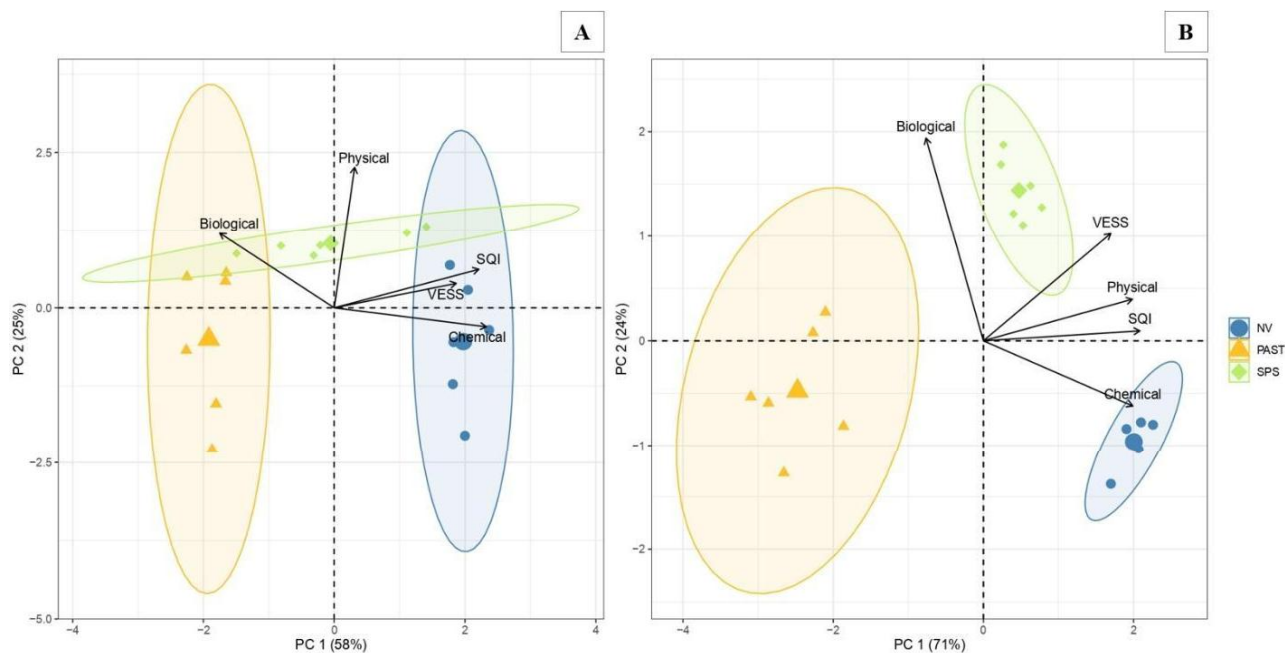 A
PC 2 (25%)
2.5
0.0
−2.5
−5.0
Physical
Biological
SQI
VESS
Chemical
−4
−2
0
2
4
PC 1 (58%)
B
PC 2 (24%)
2
1
0
−1
−2
Biological
VESS
Physical
SQI
Chemical
−4
−2
0
2
PC 1 (71%)
NV
PAST
SPS